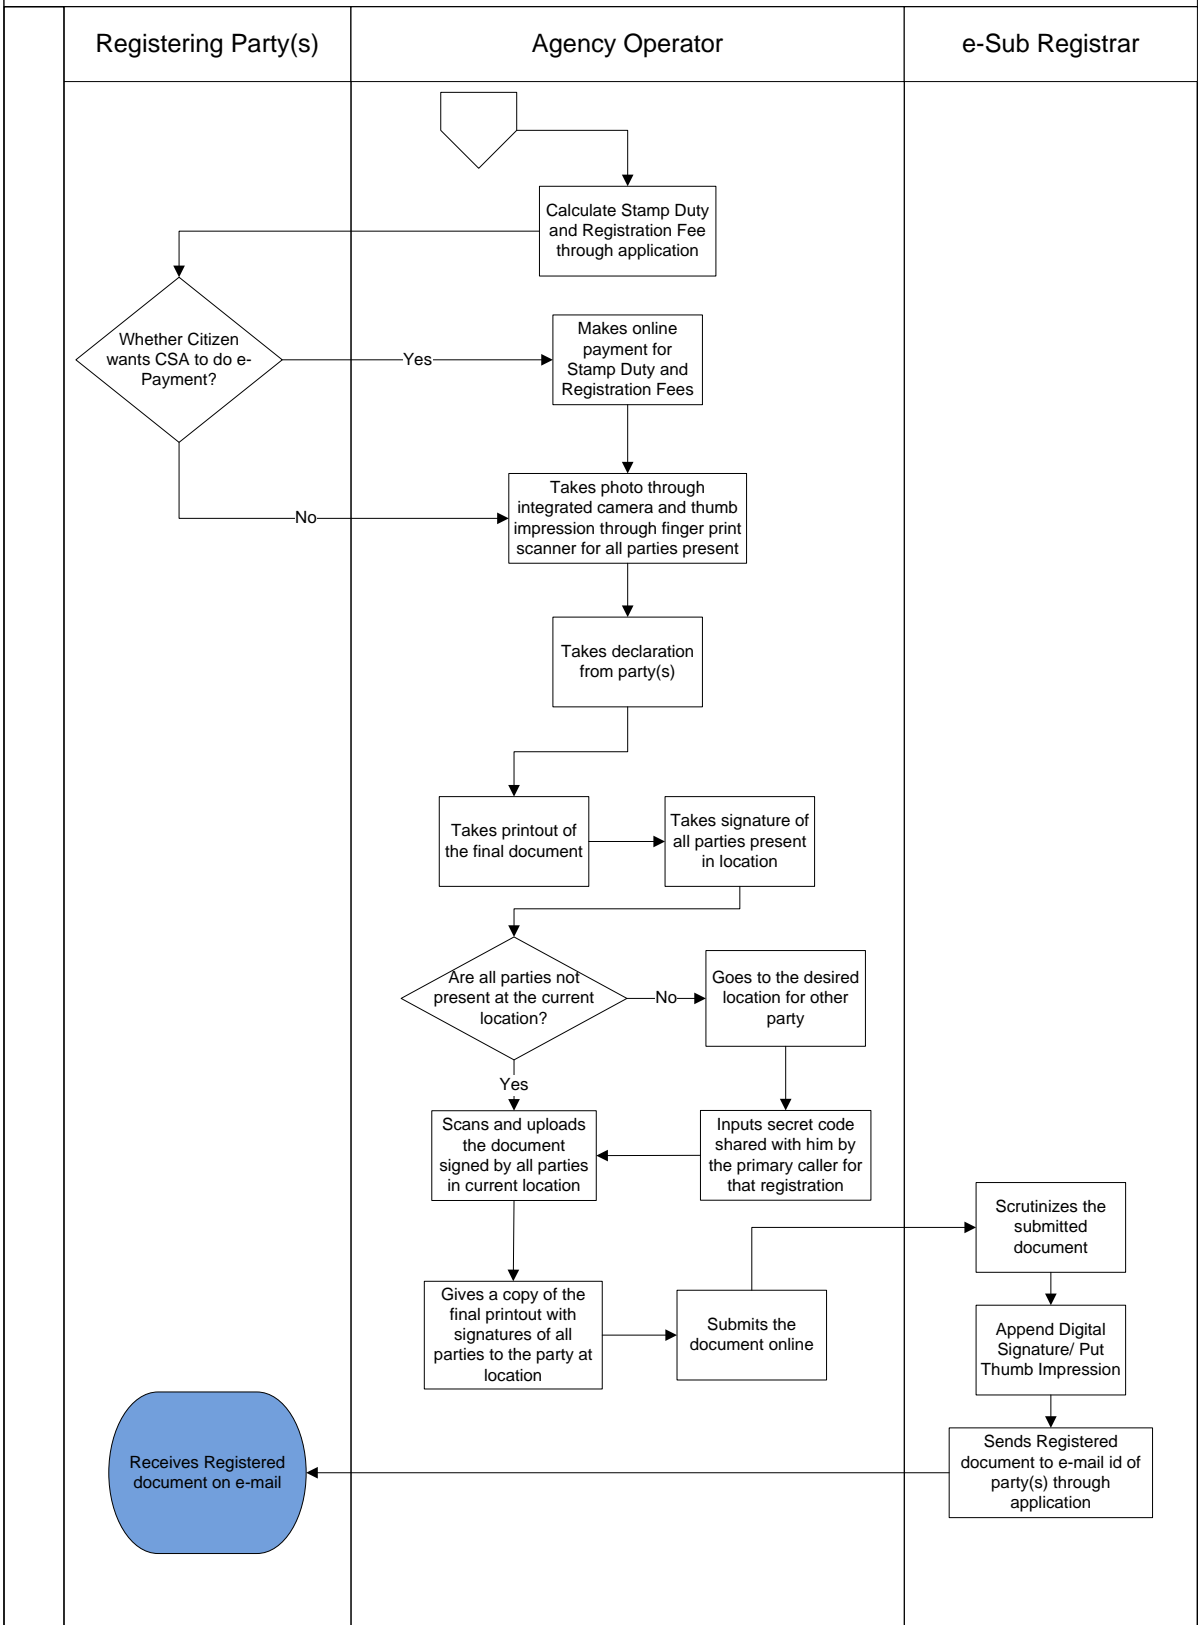 Registering Party(s)
Agency Operator
e-Sub Registrar
Calculate Stamp Duty
and Registration Fee
through application
Whether Citizen
wants CSA to do e-
Payment?
Yes
Makes online
payment for
Stamp Duty and
Registration Fees
No
Takes photo through
integrated camera and thumb
impression through finger print
scanner for all parties present
Takes declaration
from party(s)
Takes printout of
the final document
Takes signature of
all parties present
in location
Are all parties not
present at the current
location?
No
Goes to the desired
location for other
party
Yes
Scans and uploads
the document
signed by all parties
in current location
Inputs secret code
shared with him by
the primary caller for
that registration
Gives a copy of the
final printout with
signatures of all
parties to the party at
location
Submits the
document online
Scrutinizes the
submitted
document
Append Digital
Signature/ Put
Thumb Impression
Sends Registered
document to e-mail id of
party(s) through
application
Receives Registered
document on e-mail